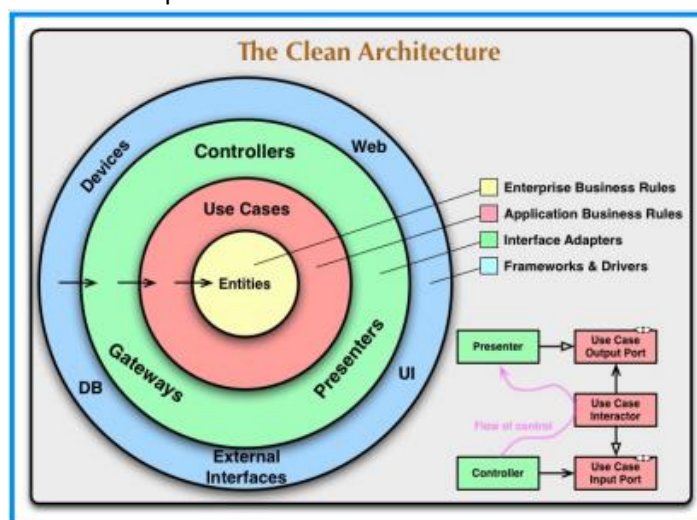 The Clean Architecture
Devices
Web
Controllers
Use Cases
Entities
Gateways
Presenters
DB
UI
External
Interfaces
Enterprise Business Rules
Application Business Rules
Interface Adapters
Frameworks & Drivers
Presenter
Use Case
Output Port
Use Case
Interactor
Flow of control
Controller
Use Case
Input Port